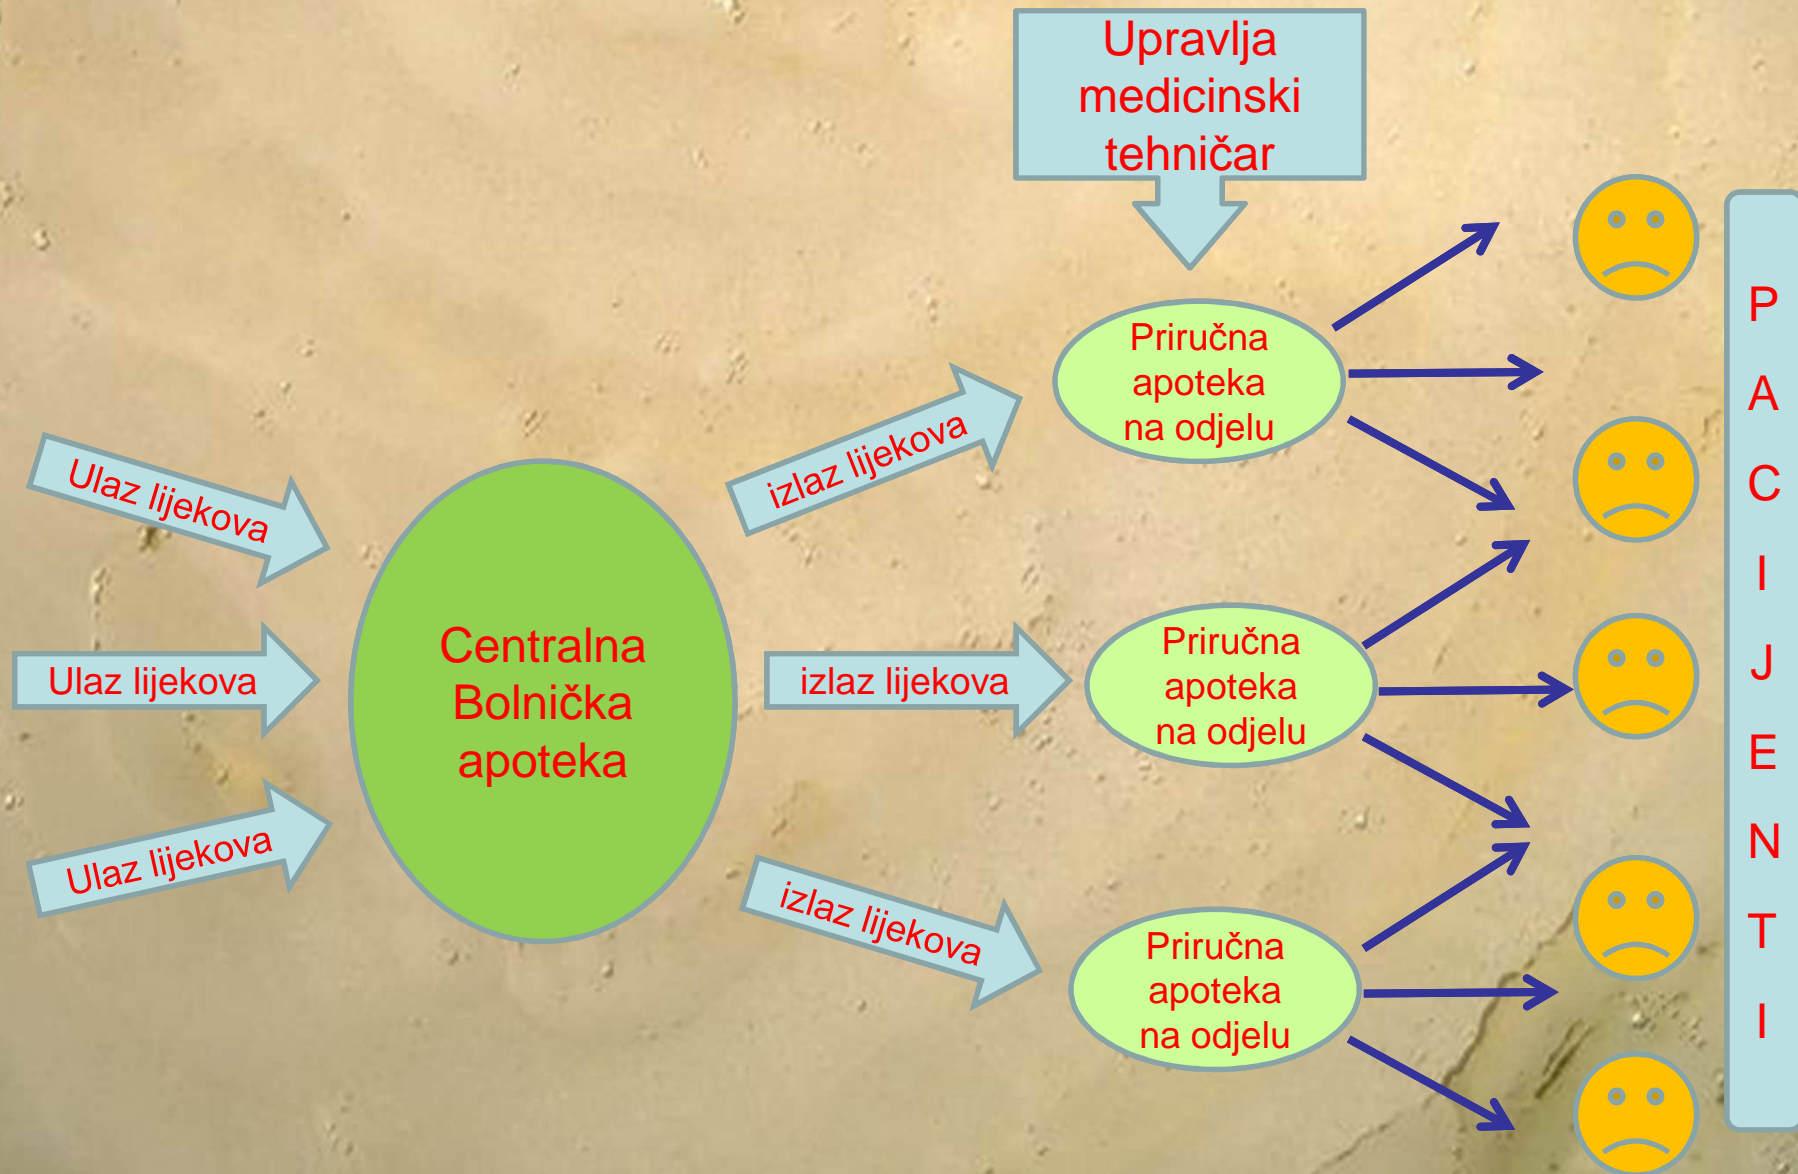 Upravlja
medicinski
tehničar
Ulaz lijekova
Ulaz lijekova
Ulaz lijekova
Centralna
Bolnička
apoteka
izlaz lijekova
izlaz lijekova
izlaz lijekova
Priručna
apoteka
na odjelu
Priručna
apoteka
na odjelu
Priručna
apoteka
na odjelu
P
A
C
I
J
E
N
T
I